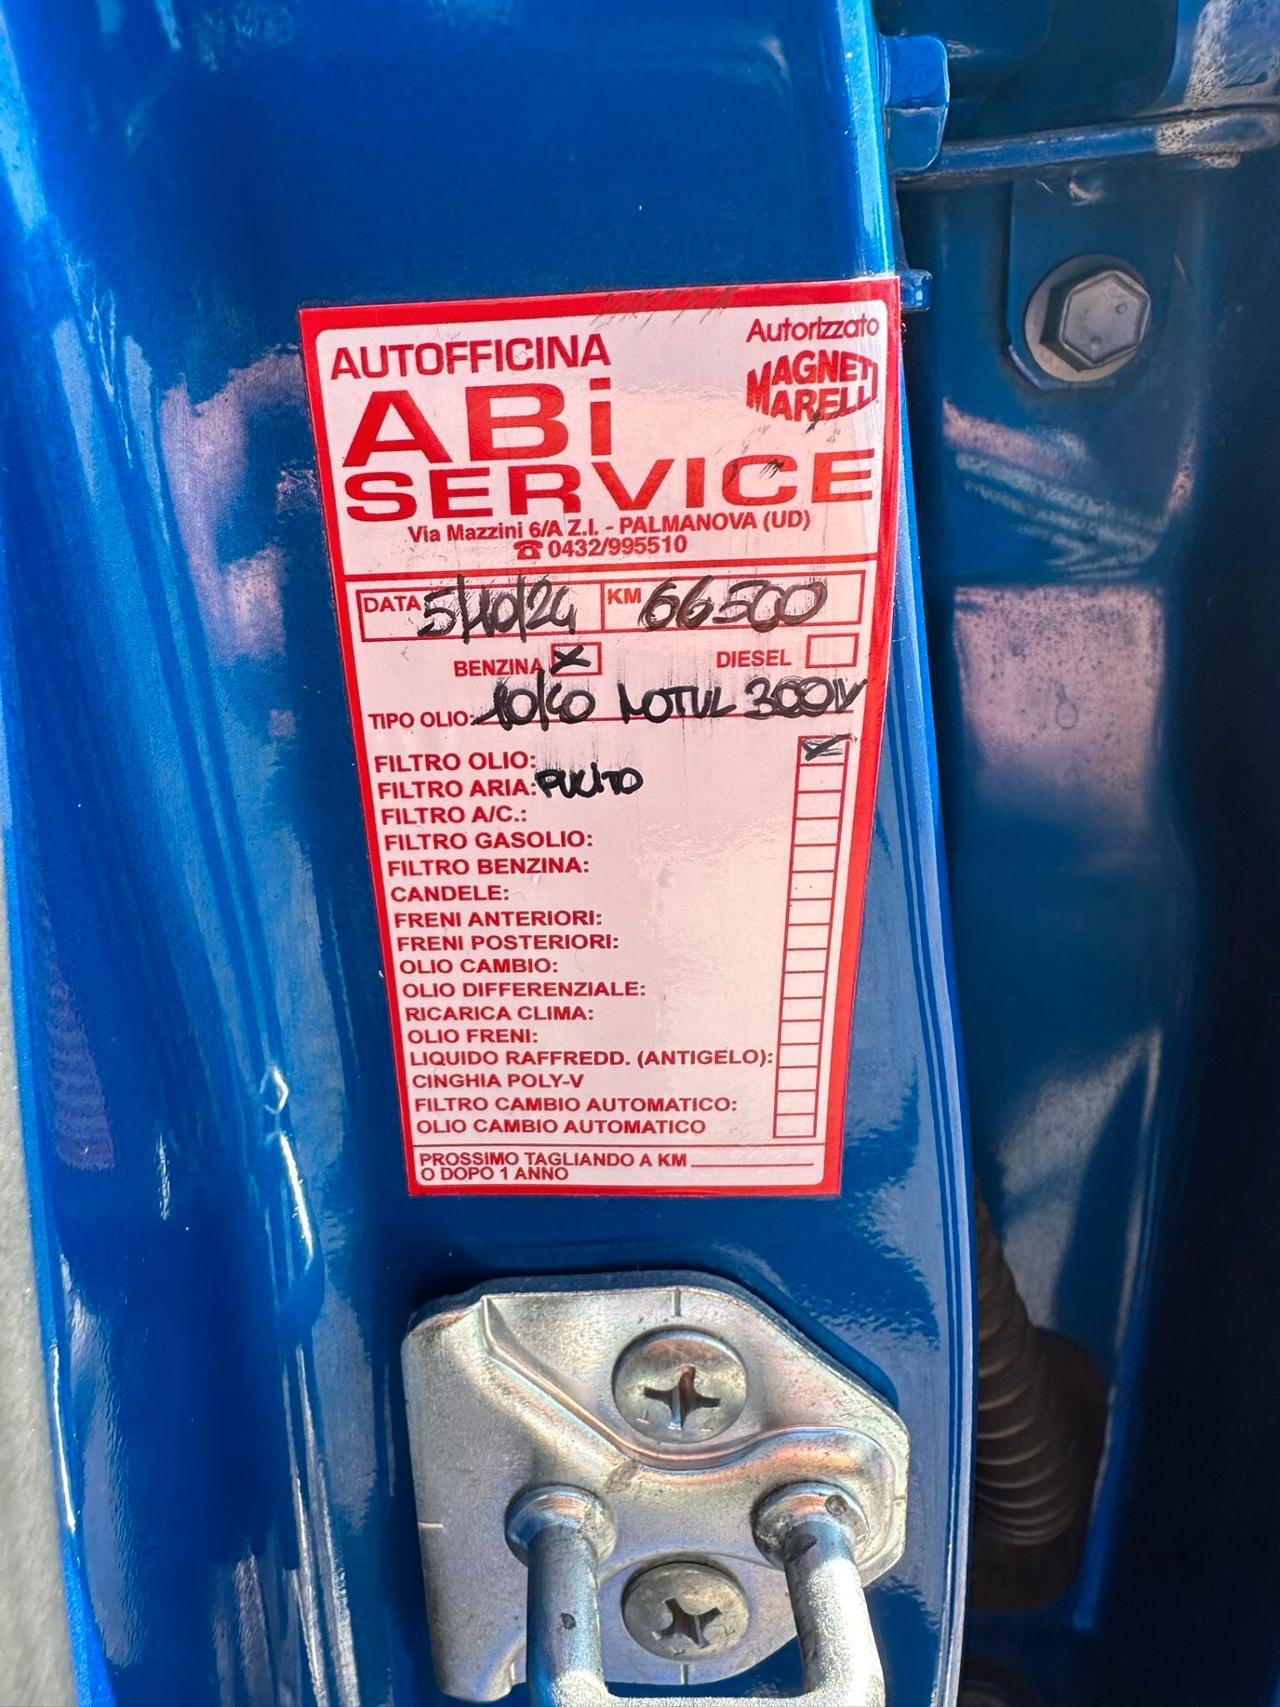 AUTOFFICINA
Autorizzato
MAGNETI
MARELLI
ABi
SERVICE
Via Mazzini 6/A Z.I. - PALMANOVA (UD)
☎ 0432/995510
DATA 5/10/24 KM 66500
BENZINA X DIESEL
TIPO OLIO: 10/40 MOTUL 300V
FILTRO OLIO: X
FILTRO ARIA: PULITO
FILTRO A/C.:
FILTRO GASOLIO:
FILTRO BENZINA:
CANDELE:
FRENI ANTERIORI:
FRENI POSTERIORI:
OLIO CAMBIO:
OLIO DIFFERENZIALE:
RICARICA CLIMA:
OLIO FRENI:
LIQUIDO RAFFREDD. (ANTIGELO):
CINGHIA POLY-V
FILTRO CAMBIO AUTOMATICO:
OLIO CAMBIO AUTOMATICO
PROSSIMO TAGLIANDO A KM
O DOPO 1 ANNO